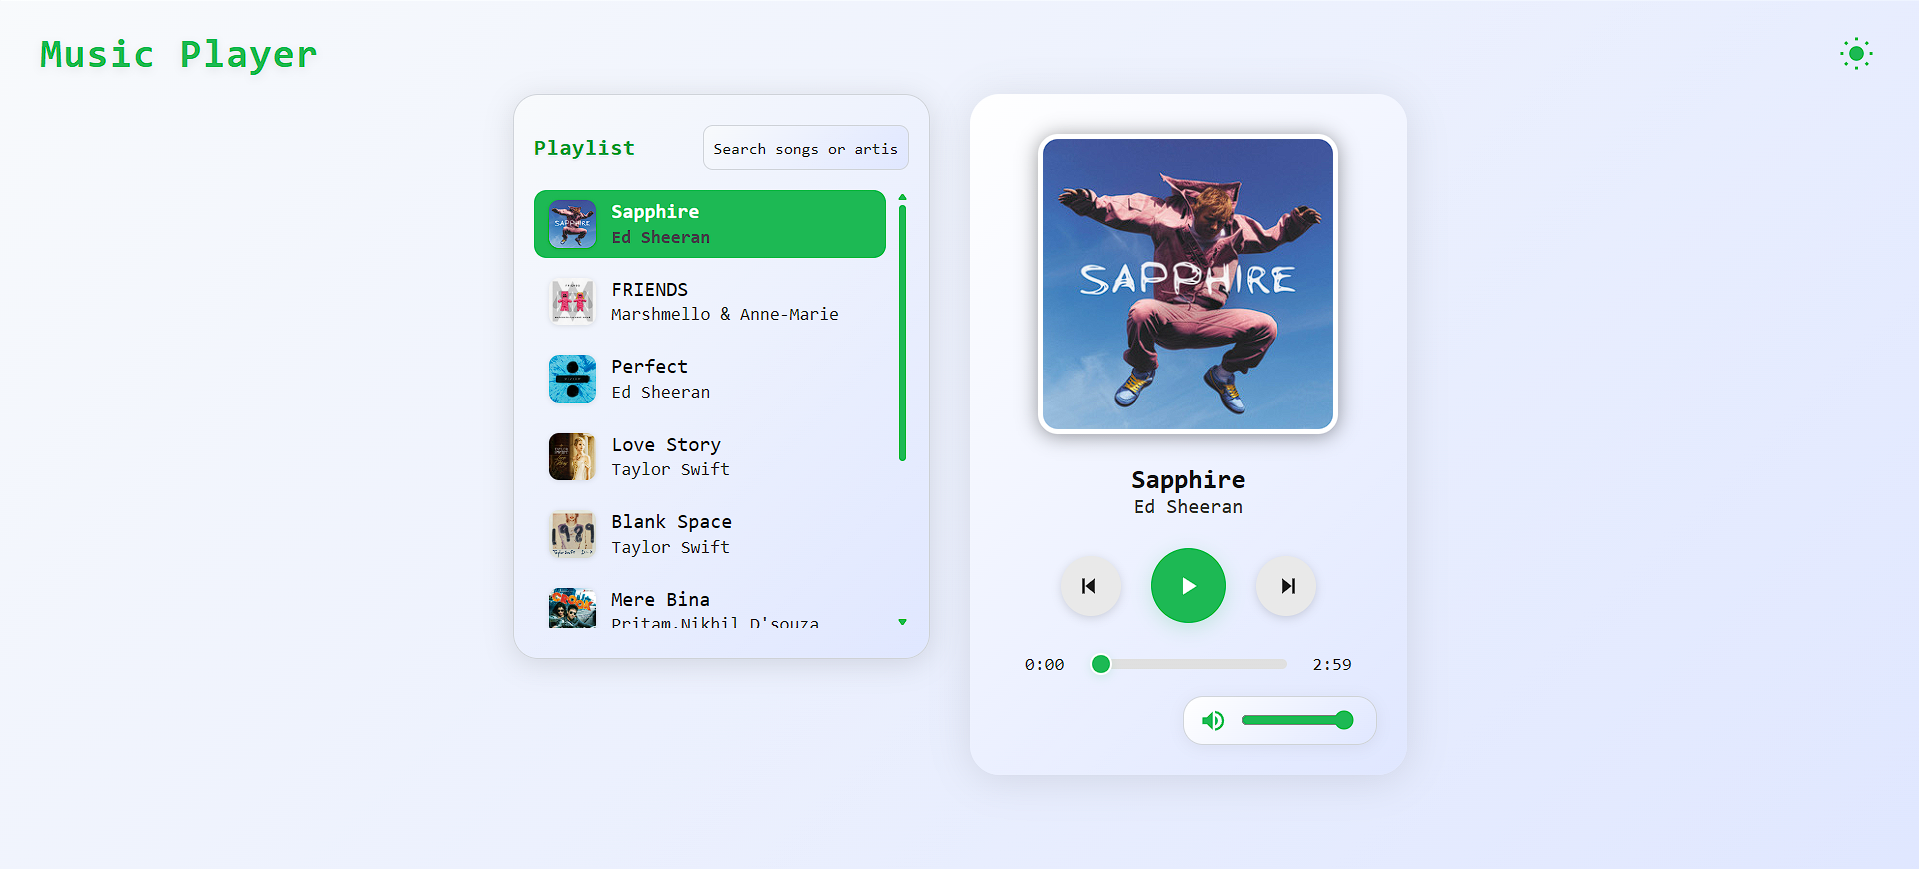 Music Player
Playlist
Search songs or artis
Sapphire
Ed Sheeran
FRIENDS
Marshmello & Anne-Marie
Perfect
Ed Sheeran
Love Story
Taylor Swift
Blank Space
Taylor Swift
Mere Bina
Pritam,Nikhil D'souza
SAPPHIRE
Sapphire
Ed Sheeran
0:00
2:59